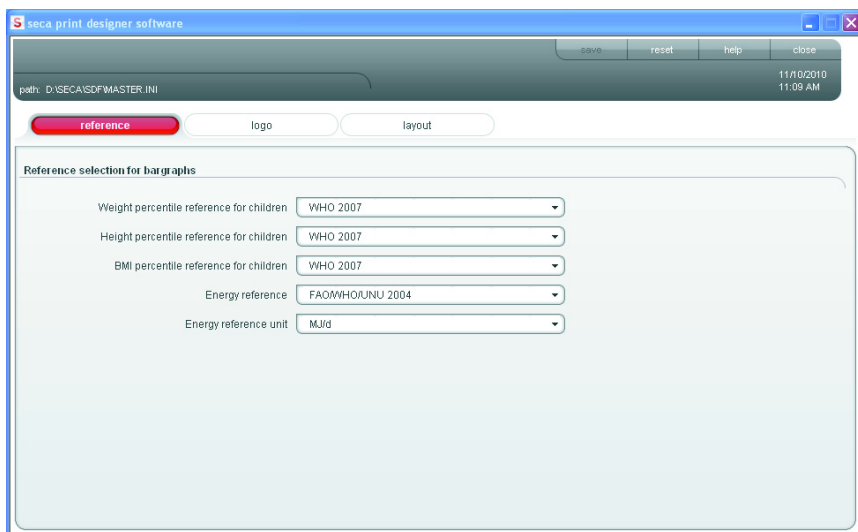 S seca print designer software
save reset help close
path: D:\SECA\SDF\MASTER.INI
11/10/2010
11:09 AM
reference logo layout
Reference selection for bargraphs
Weight percentile reference for children WHO 2007
Height percentile reference for children WHO 2007
BMI percentile reference for children WHO 2007
Energy reference FAO/WHO/UNU 2004
Energy reference unit MJ/d